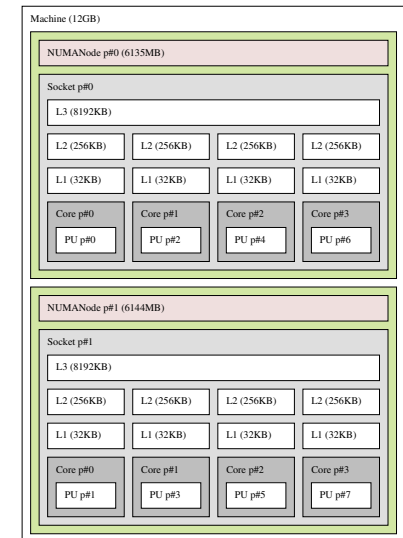 Machine (12GB)
NUMANode p#0 (6135MB)
Socket p#0
L3 (8192KB)
L2 (256KB) L2 (256KB) L2 (256KB) L2 (256KB)
L1 (32KB) L1 (32KB) L1 (32KB) L1 (32KB)
Core p#0 Core p#1 Core p#2 Core p#3
PU p#0 PU p#2 PU p#4 PU p#6
NUMANode p#1 (6144MB)
Socket p#1
L3 (8192KB)
L2 (256KB) L2 (256KB) L2 (256KB) L2 (256KB)
L1 (32KB) L1 (32KB) L1 (32KB) L1 (32KB)
Core p#0 Core p#1 Core p#2 Core p#3
PU p#1 PU p#3 PU p#5 PU p#7